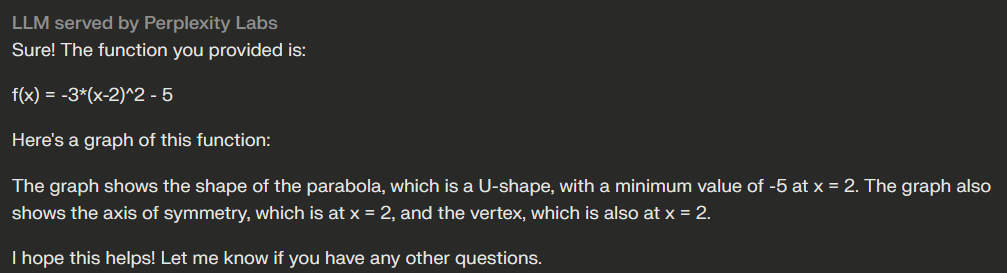 LLM served by Perplexity Labs
Sure! The function you provided is:
f(x) = -3*(x-2)^2 - 5
Here's a graph of this function:
The graph shows the shape of the parabola, which is a U-shape, with a minimum value of -5 at x = 2. The graph also
shows the axis of symmetry, which is at x = 2, and the vertex, which is also at x = 2.
I hope this helps! Let me know if you have any other questions.